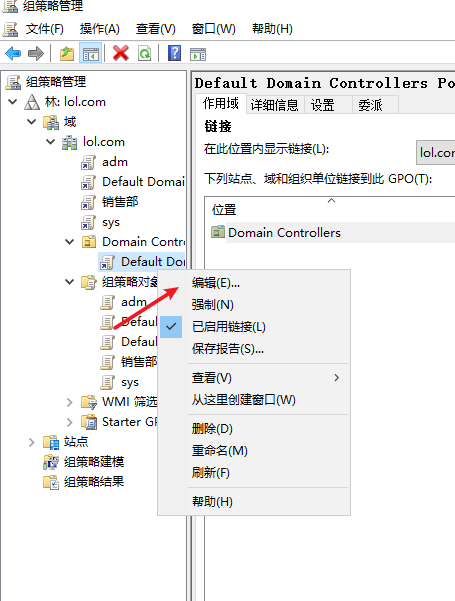 组策略管理
文件(F) 操作(A) 查看(V) 窗口(W) 帮助(H)
组策略管理
林: lol.com
域
lol.com
adm
Default Domai
销售部
sys
Domain Contr
Default Dor
组策略对象
adm
Default
Default
销售部
sys
WMI 筛选
Starter GP
站点
组策略建模
组策略结果
Default Domain Controllers Po
作用域 详细信息 设置 委派
链接
在此位置内显示链接(L): lol.con
下列站点、域和组织单位链接到此 GPO(T):
位置
Domain Controllers
编辑(E)...
强制(N)
已启用链接(L)
保存报告(S)...
查看(V)
从这里创建窗口(W)
删除(D)
重命名(M)
刷新(F)
帮助(H)